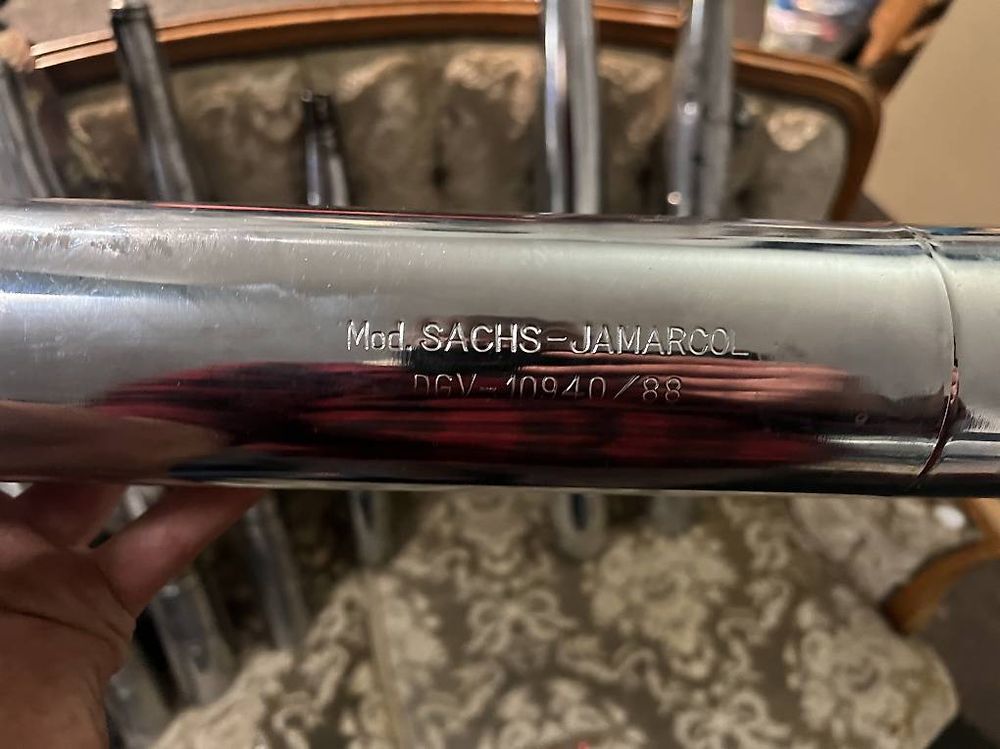 Mod. SACHS-JAMARCOL
DGV-10940/88